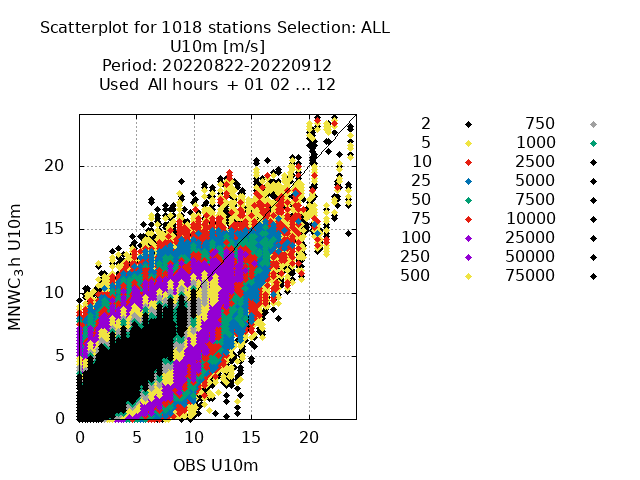 Scatterplot for 1018 stations Selection: ALL
U10m [m/s]
Period: 20220822-20220912
Used  All hours  + 01 02 ... 12
MNWC_3 h U10m
20
15
10
5
0
0 5 10 15 20
OBS U10m
2 750
5 1000
10 2500
25 5000
50 7500
75 10000
100 25000
250 50000
500 75000